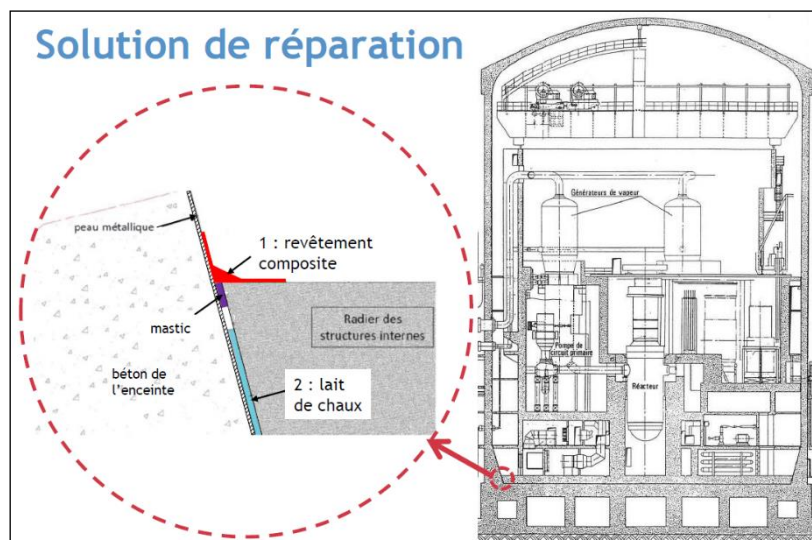 Solution de réparation
peau métallique
1 : revêtement
composite
mastic
Radier des
structures internes
béton de
l'enceinte
2 : lait
de chaux
Générateurs de vapeur
Pompe de
circuit primaire
Réacteur